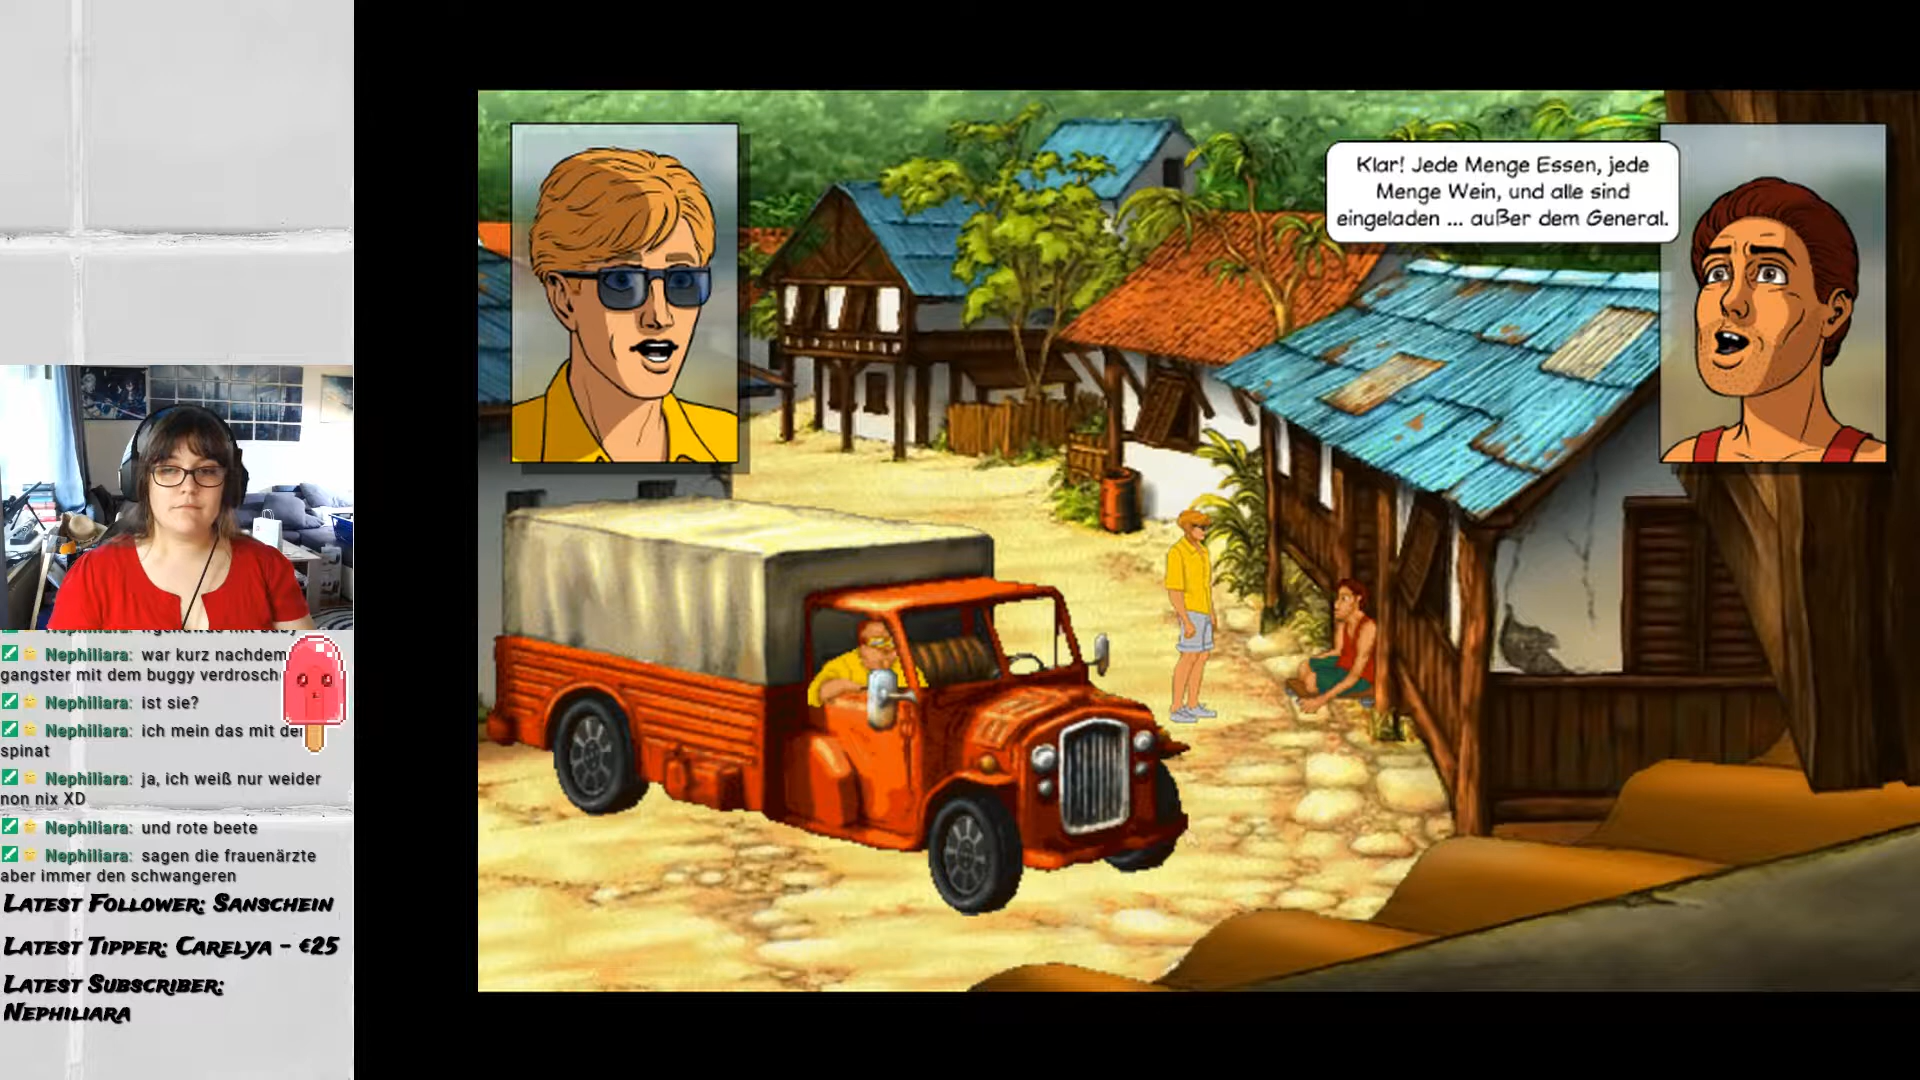 Klar! Jede Menge Essen, jede
Menge Wein, und alle sind
eingeladen ... außer dem General.
Nephiliara: war kurz nachdem
gangster mit dem buggy verdrosche
Nephiliara: ist sie?
Nephiliara: ich mein das mit de
spinat
Nephiliara: ja, ich weiß nur weider
non nix XD
Nephiliara: und rote beete
Nephiliara: sagen die frauenärzte
aber immer den schwangeren
Latest Follower: Sanschein
Latest Tipper: Carelya - €25
Latest Subscriber:
Nephiliara